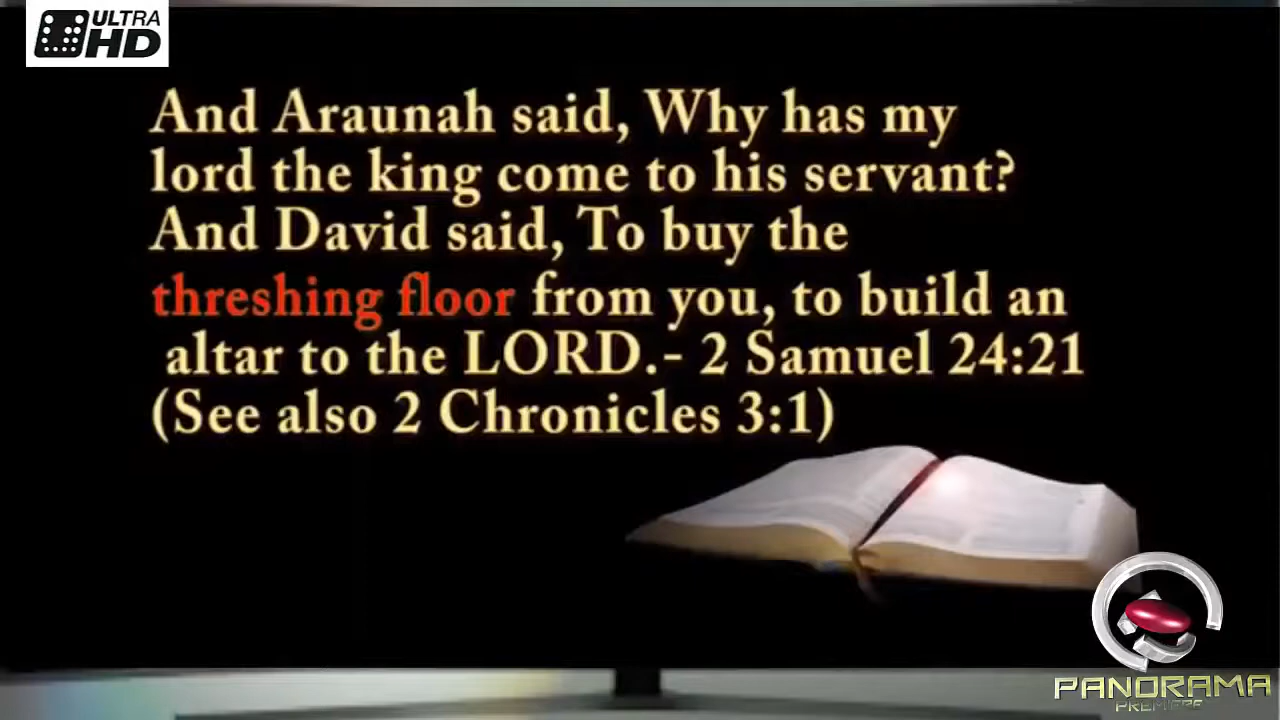 ULTRA
HD
And Araunah said, Why has my
lord the king come to his servant?
And David said, To buy the
threshing floor from you, to build an
altar to the LORD.- 2 Samuel 24:21
(See also 2 Chronicles 3:1)
PANORAMA
PREMIERE